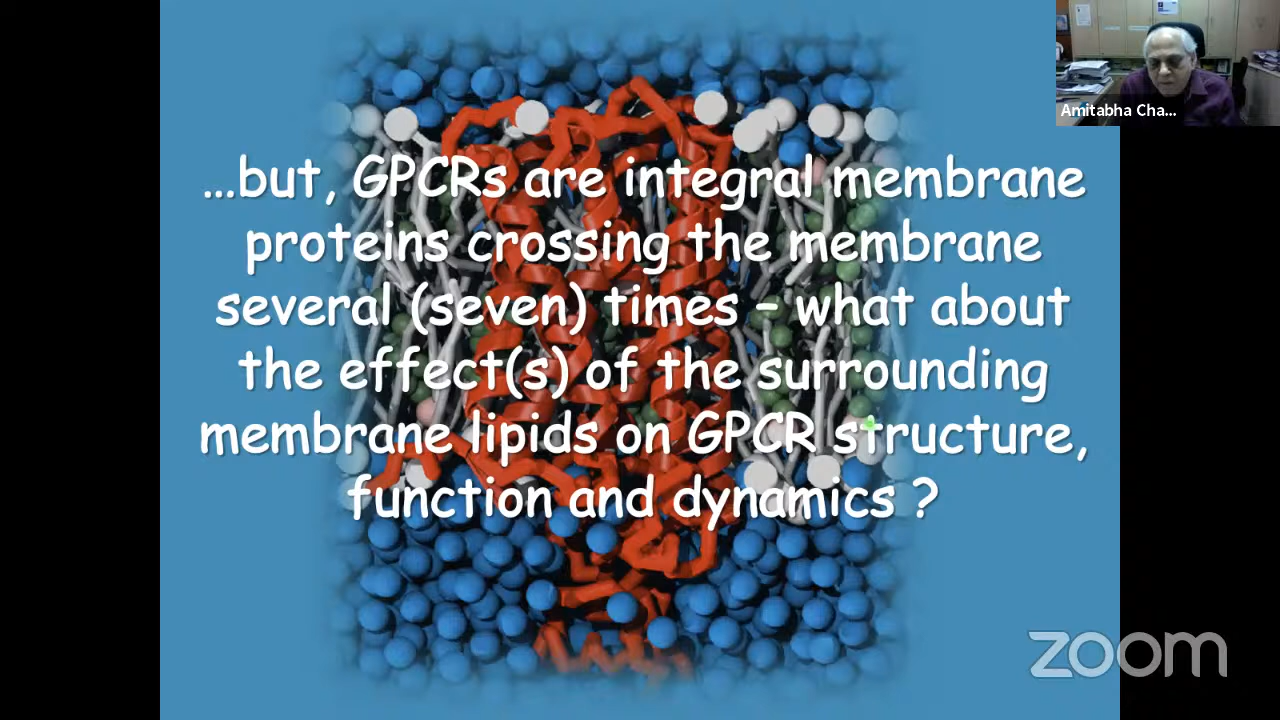 Amitabha Cha...
...but, GPCRs are integral membrane
proteins crossing the membrane
several (seven) times – what about
the effect(s) of the surrounding
membrane lipids on GPCR structure,
function and dynamics ?
zoom